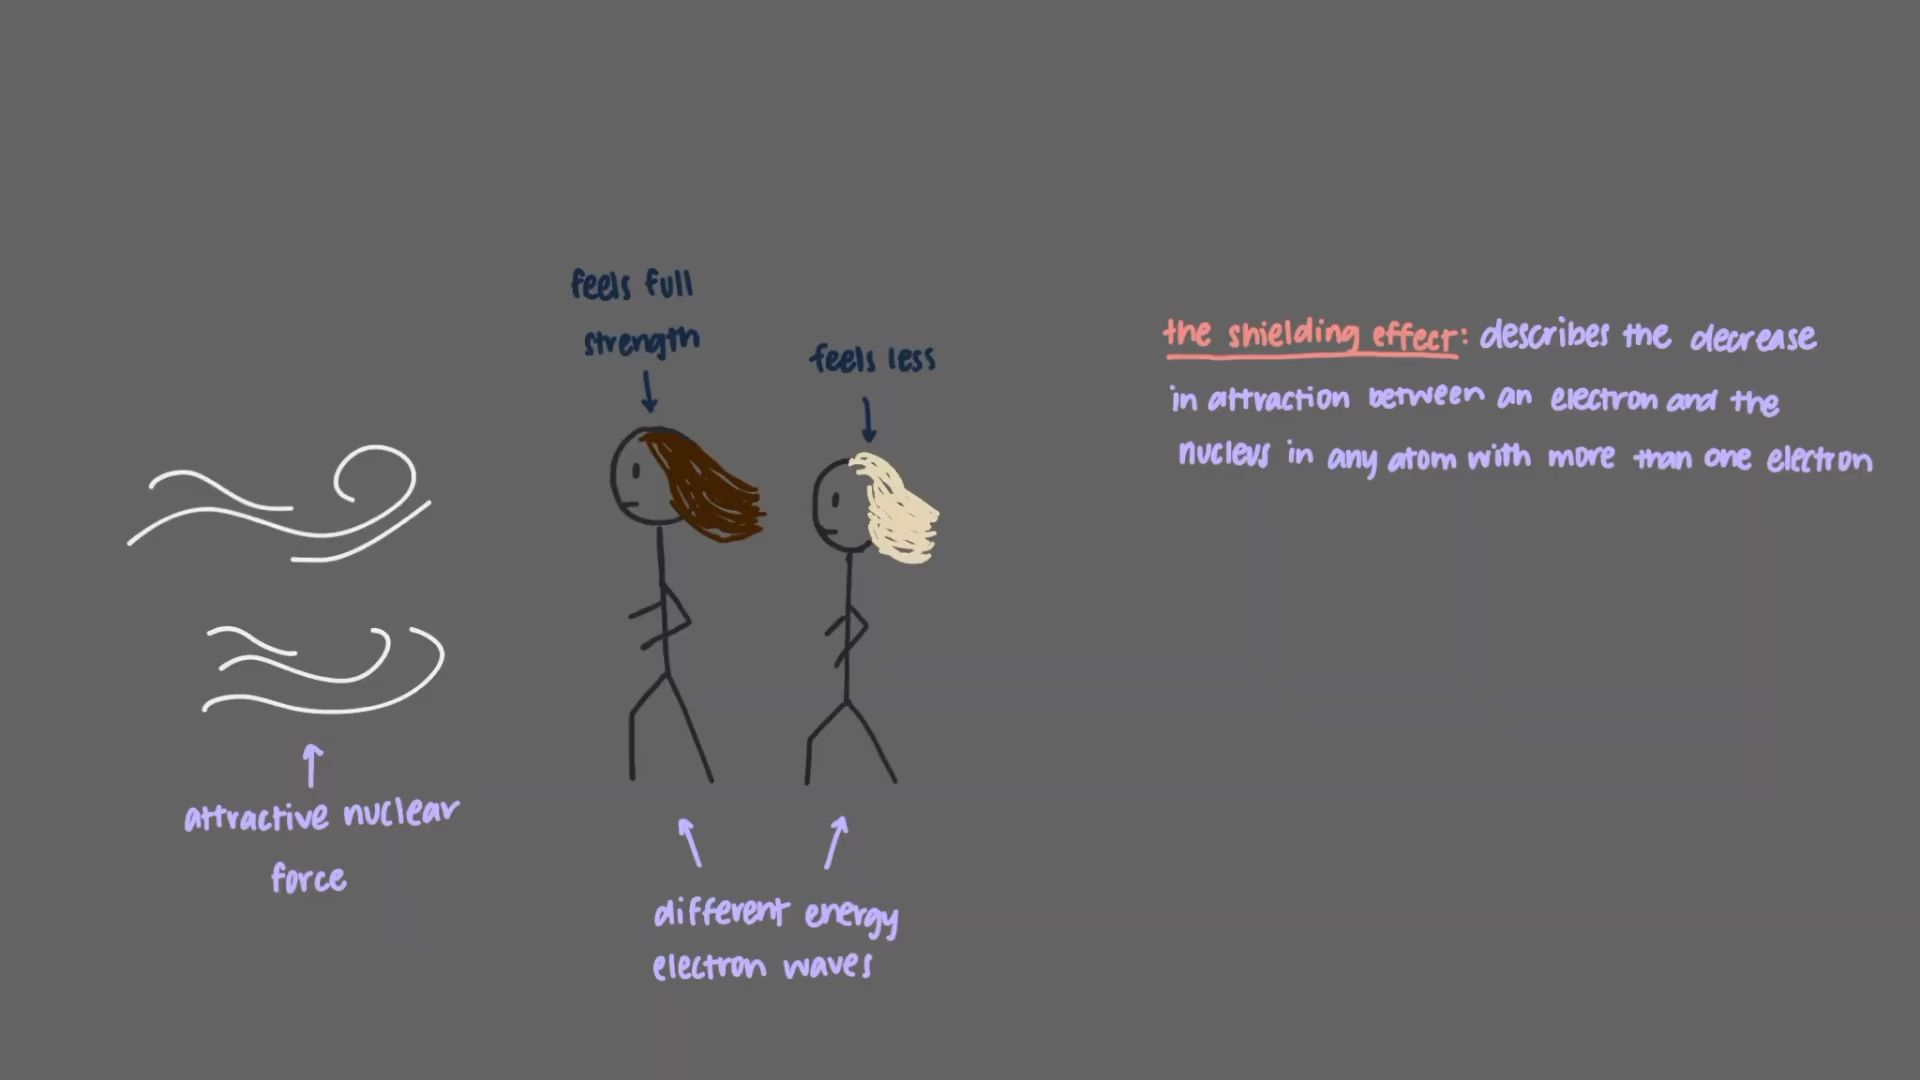 feels full
strength
feels less
the shielding effect: describes the decrease
in attraction between an electron and the
nucleus in any atom with more than one electron
attractive nuclear
force
different energy
electron waves